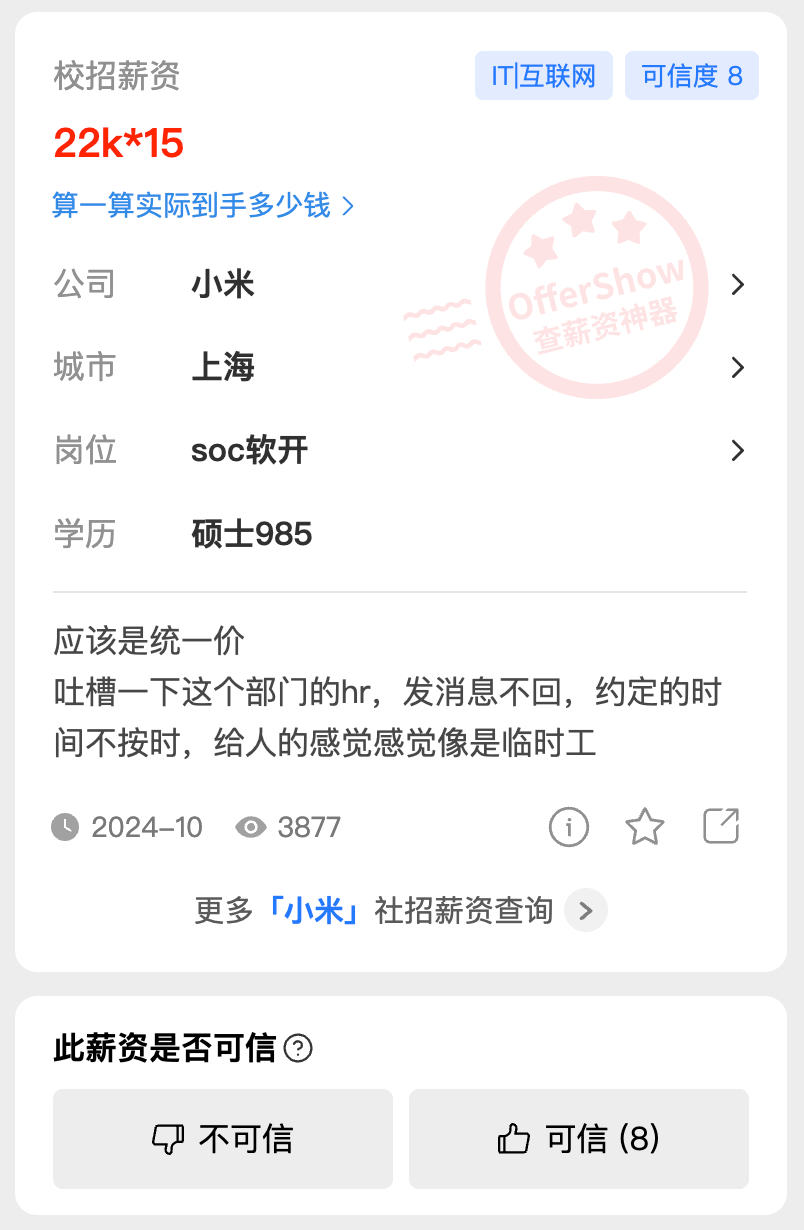 校招薪资
IT|互联网
可信度 8
22k*15
算一算实际到手多少钱
公司 小米
城市 上海
岗位 soc软开
学历 硕士985
OfferShow
查薪资神器
应该是统一价
吐槽一下这个部门的hr，发消息不回，约定的时
间不按时，给人的感觉感觉像是临时工
2024-10 3877
更多「小米」社招薪资查询
此薪资是否可信?
不可信
可信 (8)